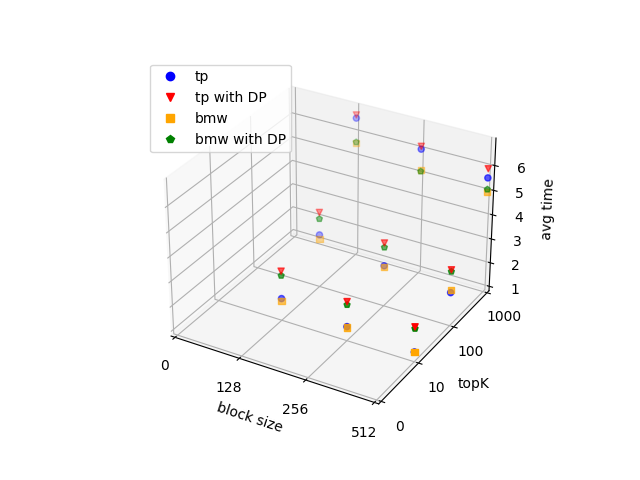 tp
tp with DP
bmw
bmw with DP
6
5
4
3
2
1
avg time
1000
100
10
0
topK
0
128
256
512
block size